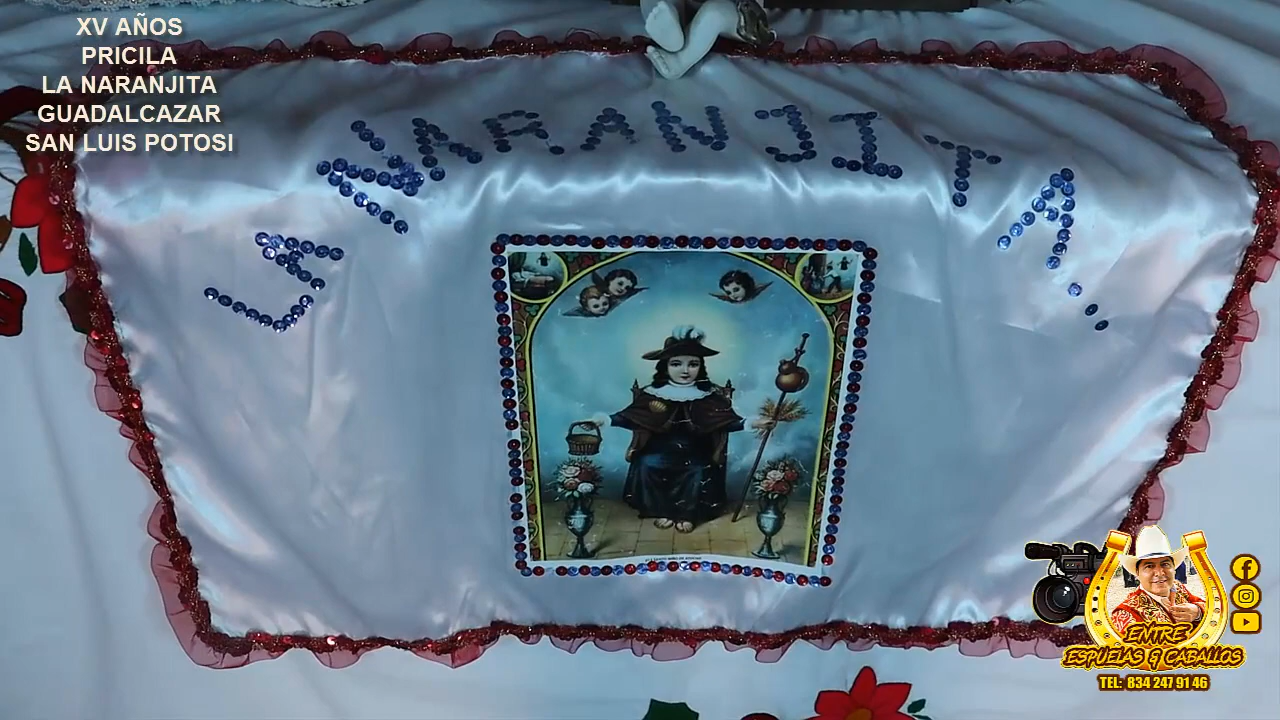 XV AÑOS
PRICILA
LA NARANJITA
GUADALCAZAR
SAN LUIS POTOSI
LA NARANJITA
ENTRE
ESPUELAS Y CABALLOS
TEL: 834 247 91 46